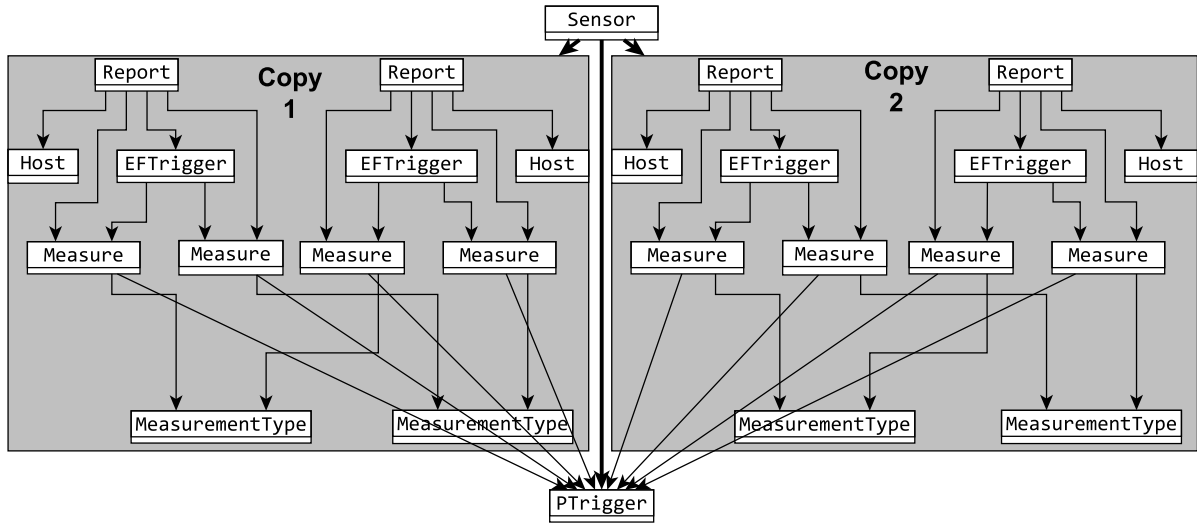 Sensor
Report
Copy
1
Report
Report
Copy
2
Report
Host
EFTrigger
EFTrigger
Host
Host
EFTrigger
EFTrigger
Host
Measure
Measure
Measure
Measure
Measure
Measure
Measure
Measure
MeasurementType
MeasurementType
MeasurementType
MeasurementType
PTrigger